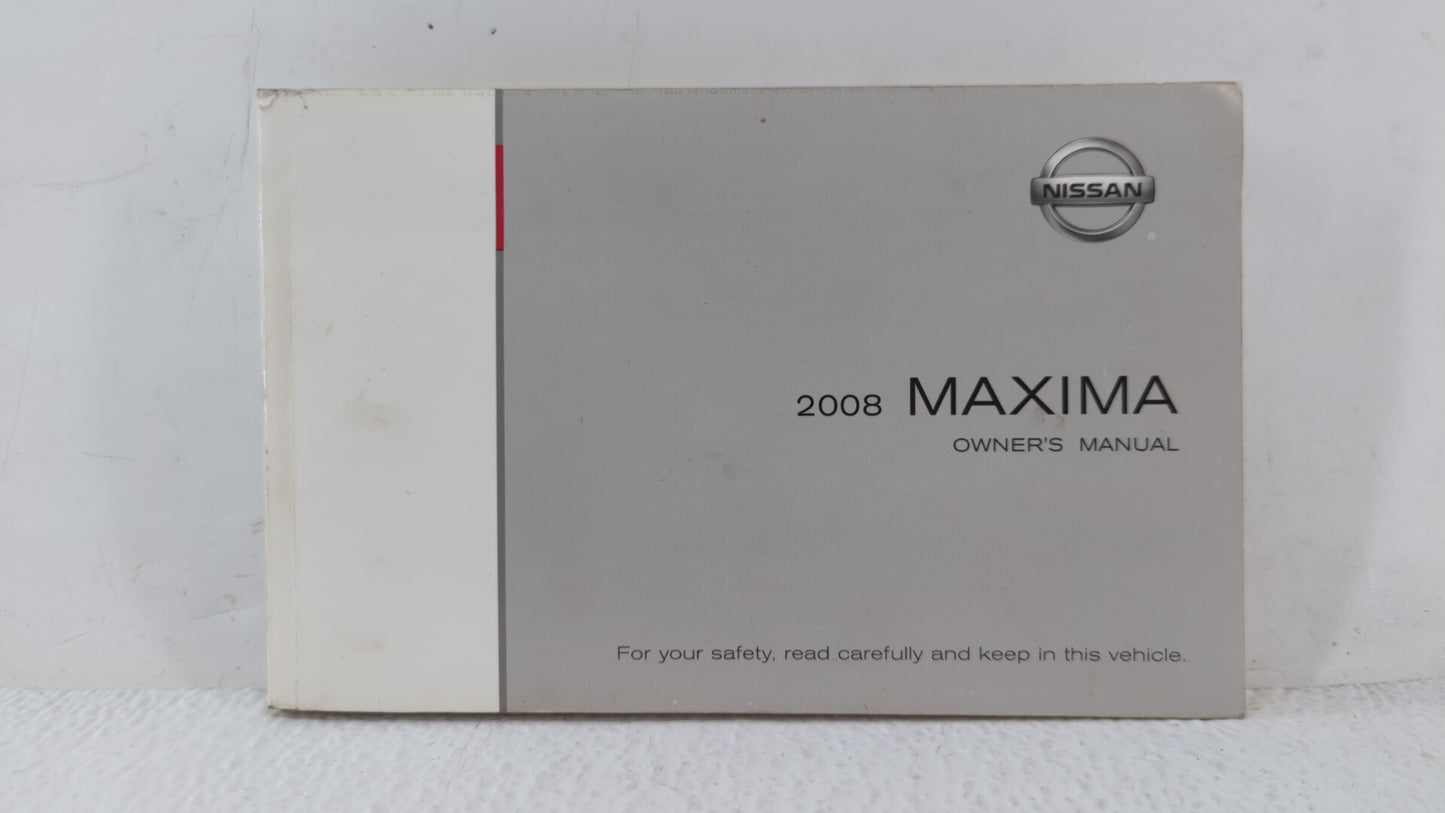 NISSAN
2008 MAXIMA
OWNER'S MANUAL
For your safety, read carefully and keep in this vehicle.